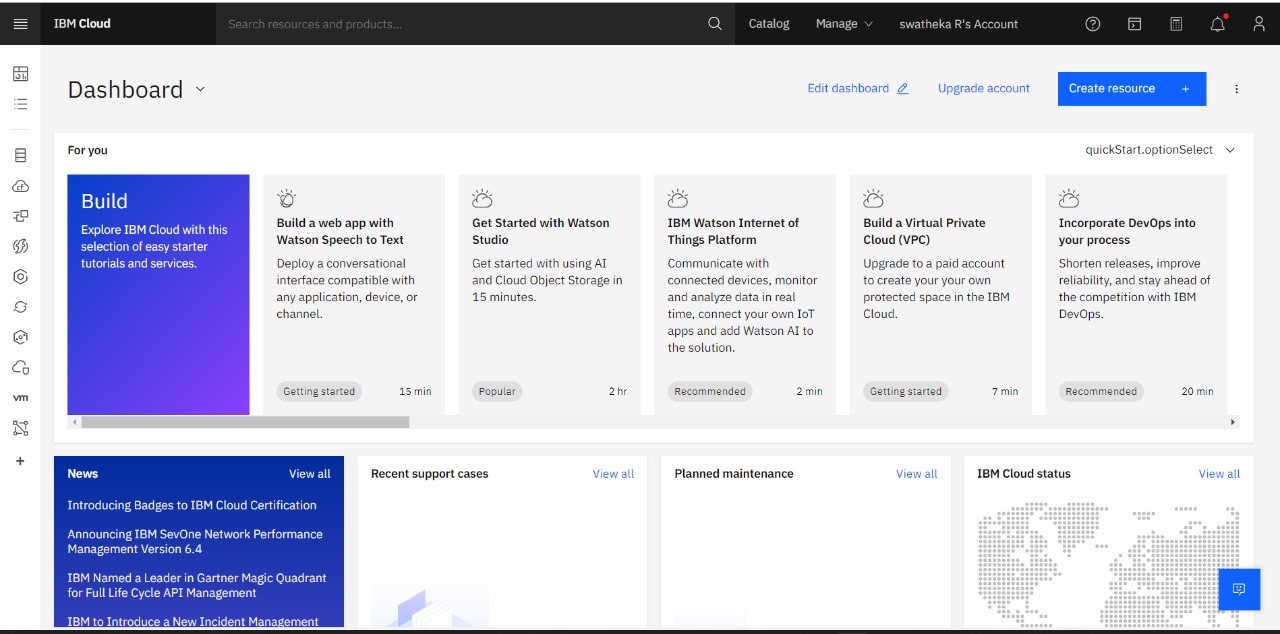 IBM Cloud
Search resources and products...
Catalog
Manage
swatheka R's Account
Dashboard
Edit dashboard
Upgrade account
Create resource +
For you
quickStart.optionSelect
Build
Explore IBM Cloud with this
selection of easy starter
tutorials and services.
Build a web app with
Watson Speech to Text
Deploy a conversational
interface compatible with
any application, device, or
channel.
Getting started
15 min
Get Started with Watson
Studio
Get started with using AI
and Cloud Object Storage in
15 minutes.
Popular
2 hr
IBM Watson Internet of
Things Platform
Communicate with
connected devices, monitor
and analyze data in real
time, connect your own IoT
apps and add Watson AI to
the solution.
Recommended
2 min
Build a Virtual Private
Cloud (VPC)
Upgrade to a paid account
to create your your own
protected space in the IBM
Cloud.
Getting started
7 min
Incorporate DevOps into
your process
Shorten releases, improve
reliability, and stay ahead of
the competition with IBM
DevOps.
Recommended
20 min
vm
News
View all
Introducing Badges to IBM Cloud Certification
Announcing IBM SevOne Network Performance
Management Version 6.4
IBM Named a Leader in Gartner Magic Quadrant
for Full Life Cycle API Management
IBM to Introduce a New Incident Management
Recent support cases
View all
Planned maintenance
View all
IBM Cloud status
View all